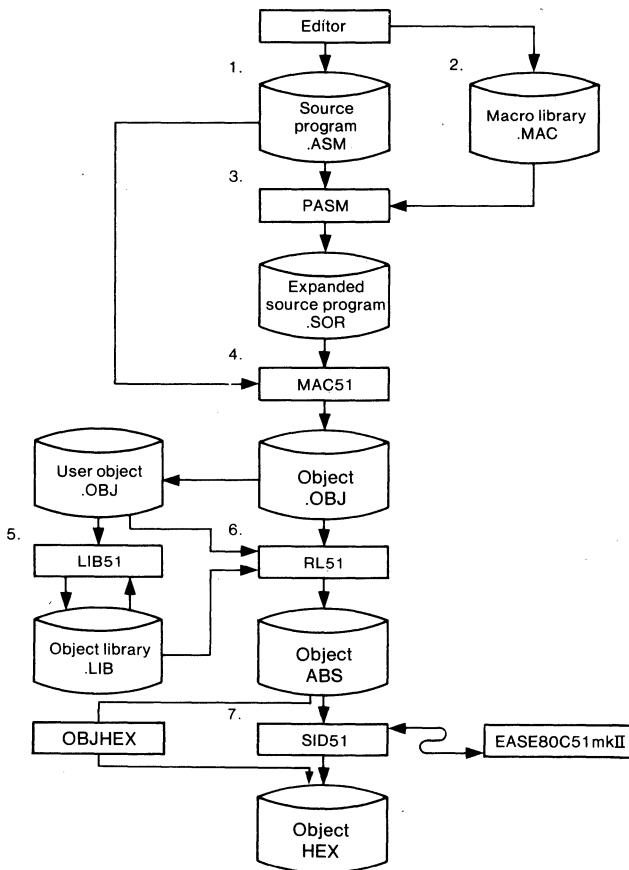 Editor
1.
2.
Source
program
.ASM
Macro library
.MAC
3.
PASM
Expanded
source program
.SOR
4.
MAC51
User object
.OBJ
Object
.OBJ
5.
6.
LIB51
RL51
Object library
.LIB
Object
ABS
7.
OBJHEX
SID51
EASE80C51mkII
Object
HEX